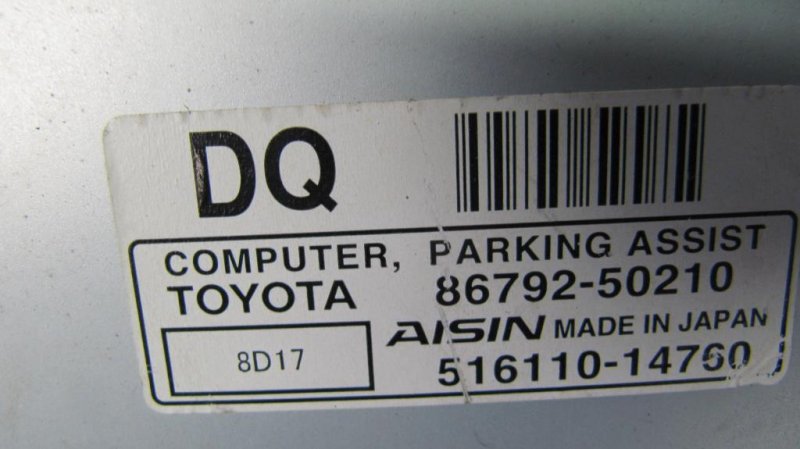 DQ
COMPUTER, PARKING ASSIST
TOYOTA 86792-50210
8D17
AISIN MADE IN JAPAN
516110-14760